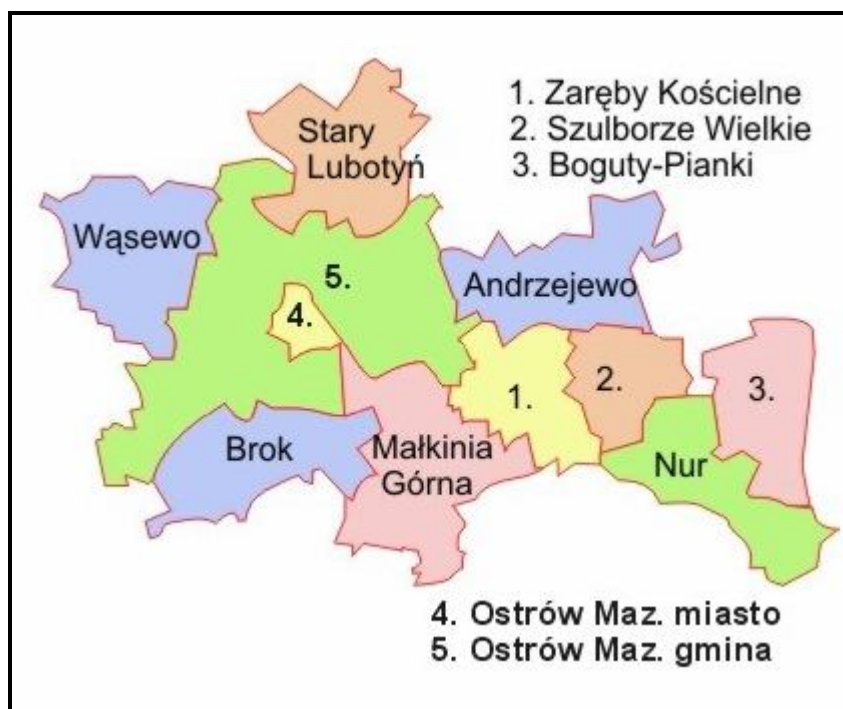 1. Zaręby Kościelne
2. Szulborze Wielkie
3. Boguty-Pianki
Stary
Lubotyń
Wąsewo
5.
Andrzejewo
4.
1.
2.
3.
Brok
Małkinia
Górna
Nur
4. Ostrów Maz. miasto
5. Ostrów Maz. gmina